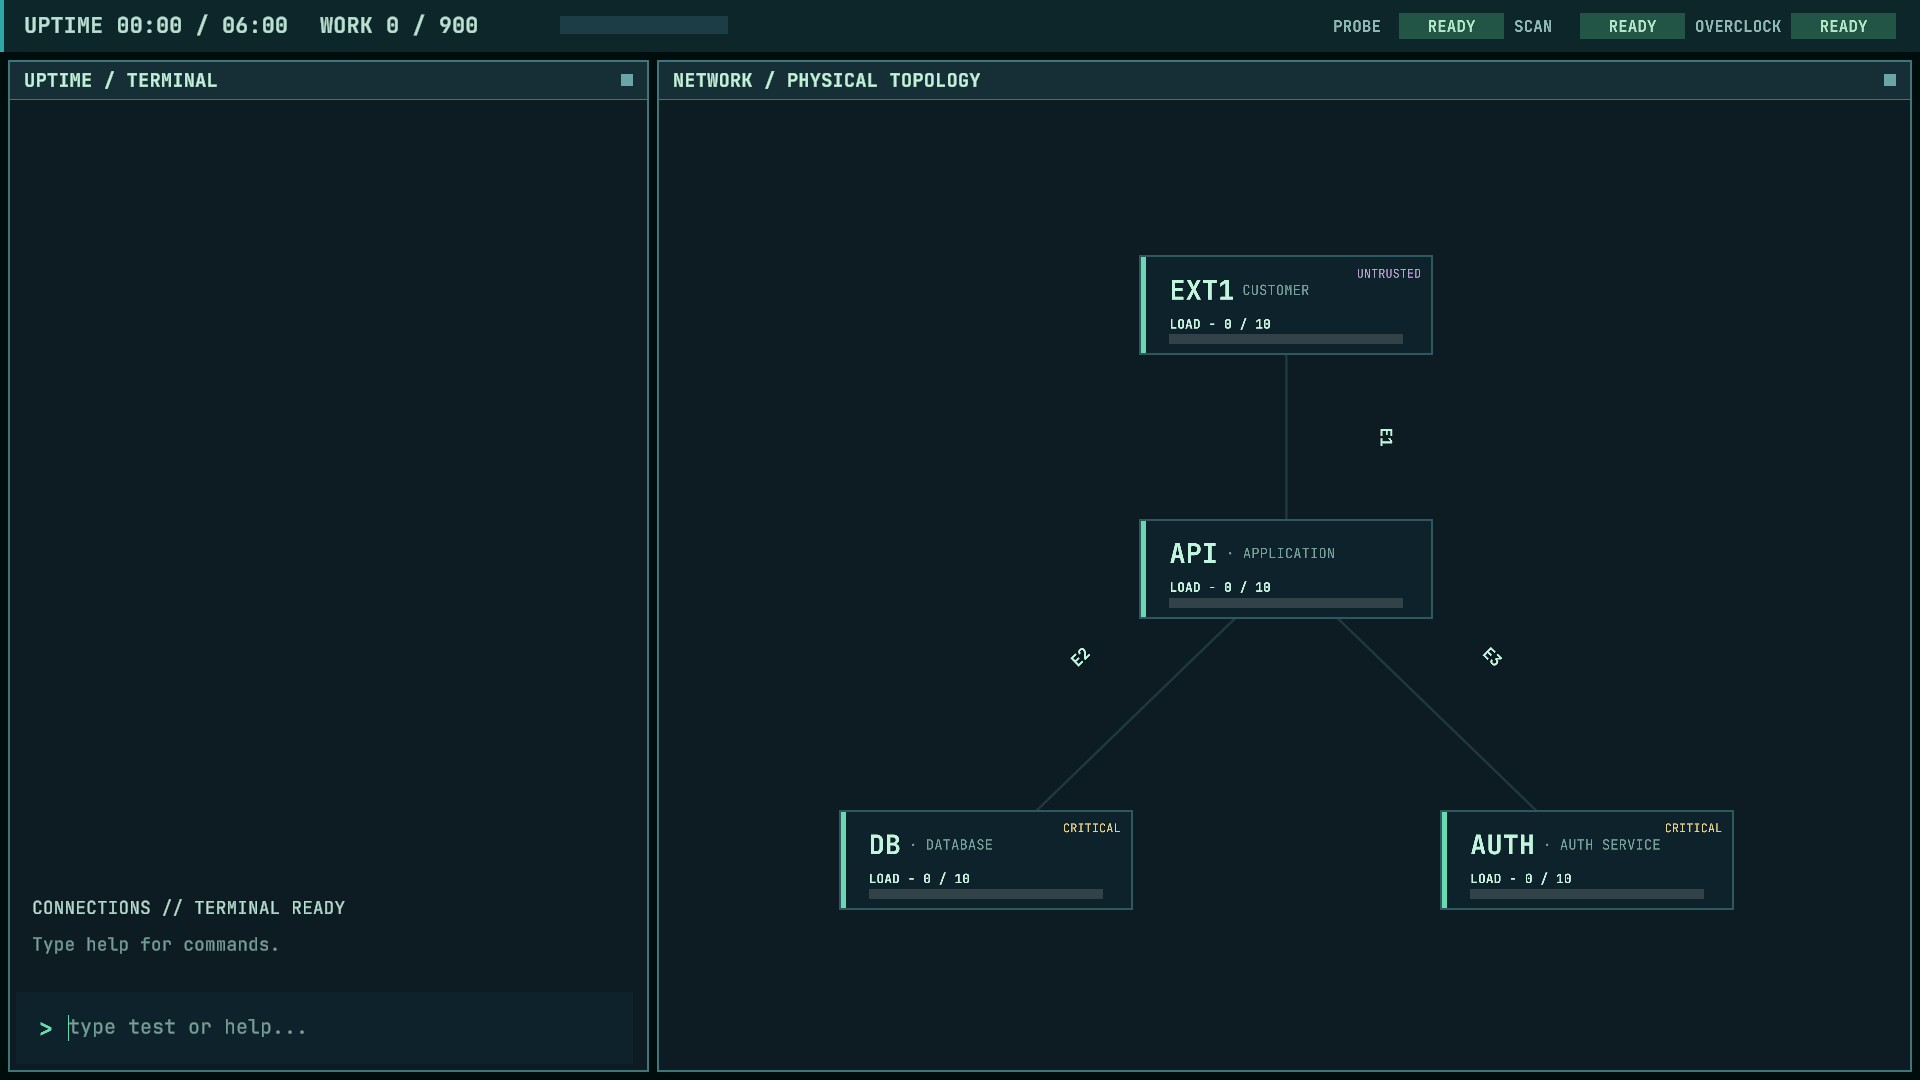 UPTIME 00:00 / 06:00 WORK 0 / 900
PROBE READY SCAN READY OVERCLOCK READY
UPTIME / TERMINAL
CONNECTIONS // TERMINAL READY
Type help for commands.
> type test or help...
NETWORK / PHYSICAL TOPOLOGY
UNTRUSTED
EXT1 CUSTOMER
LOAD - 0 / 10
E1
API · APPLICATION
LOAD - 0 / 10
E2
E3
CRITICAL
DB · DATABASE
LOAD - 0 / 10
CRITICAL
AUTH · AUTH SERVICE
LOAD - 0 / 10